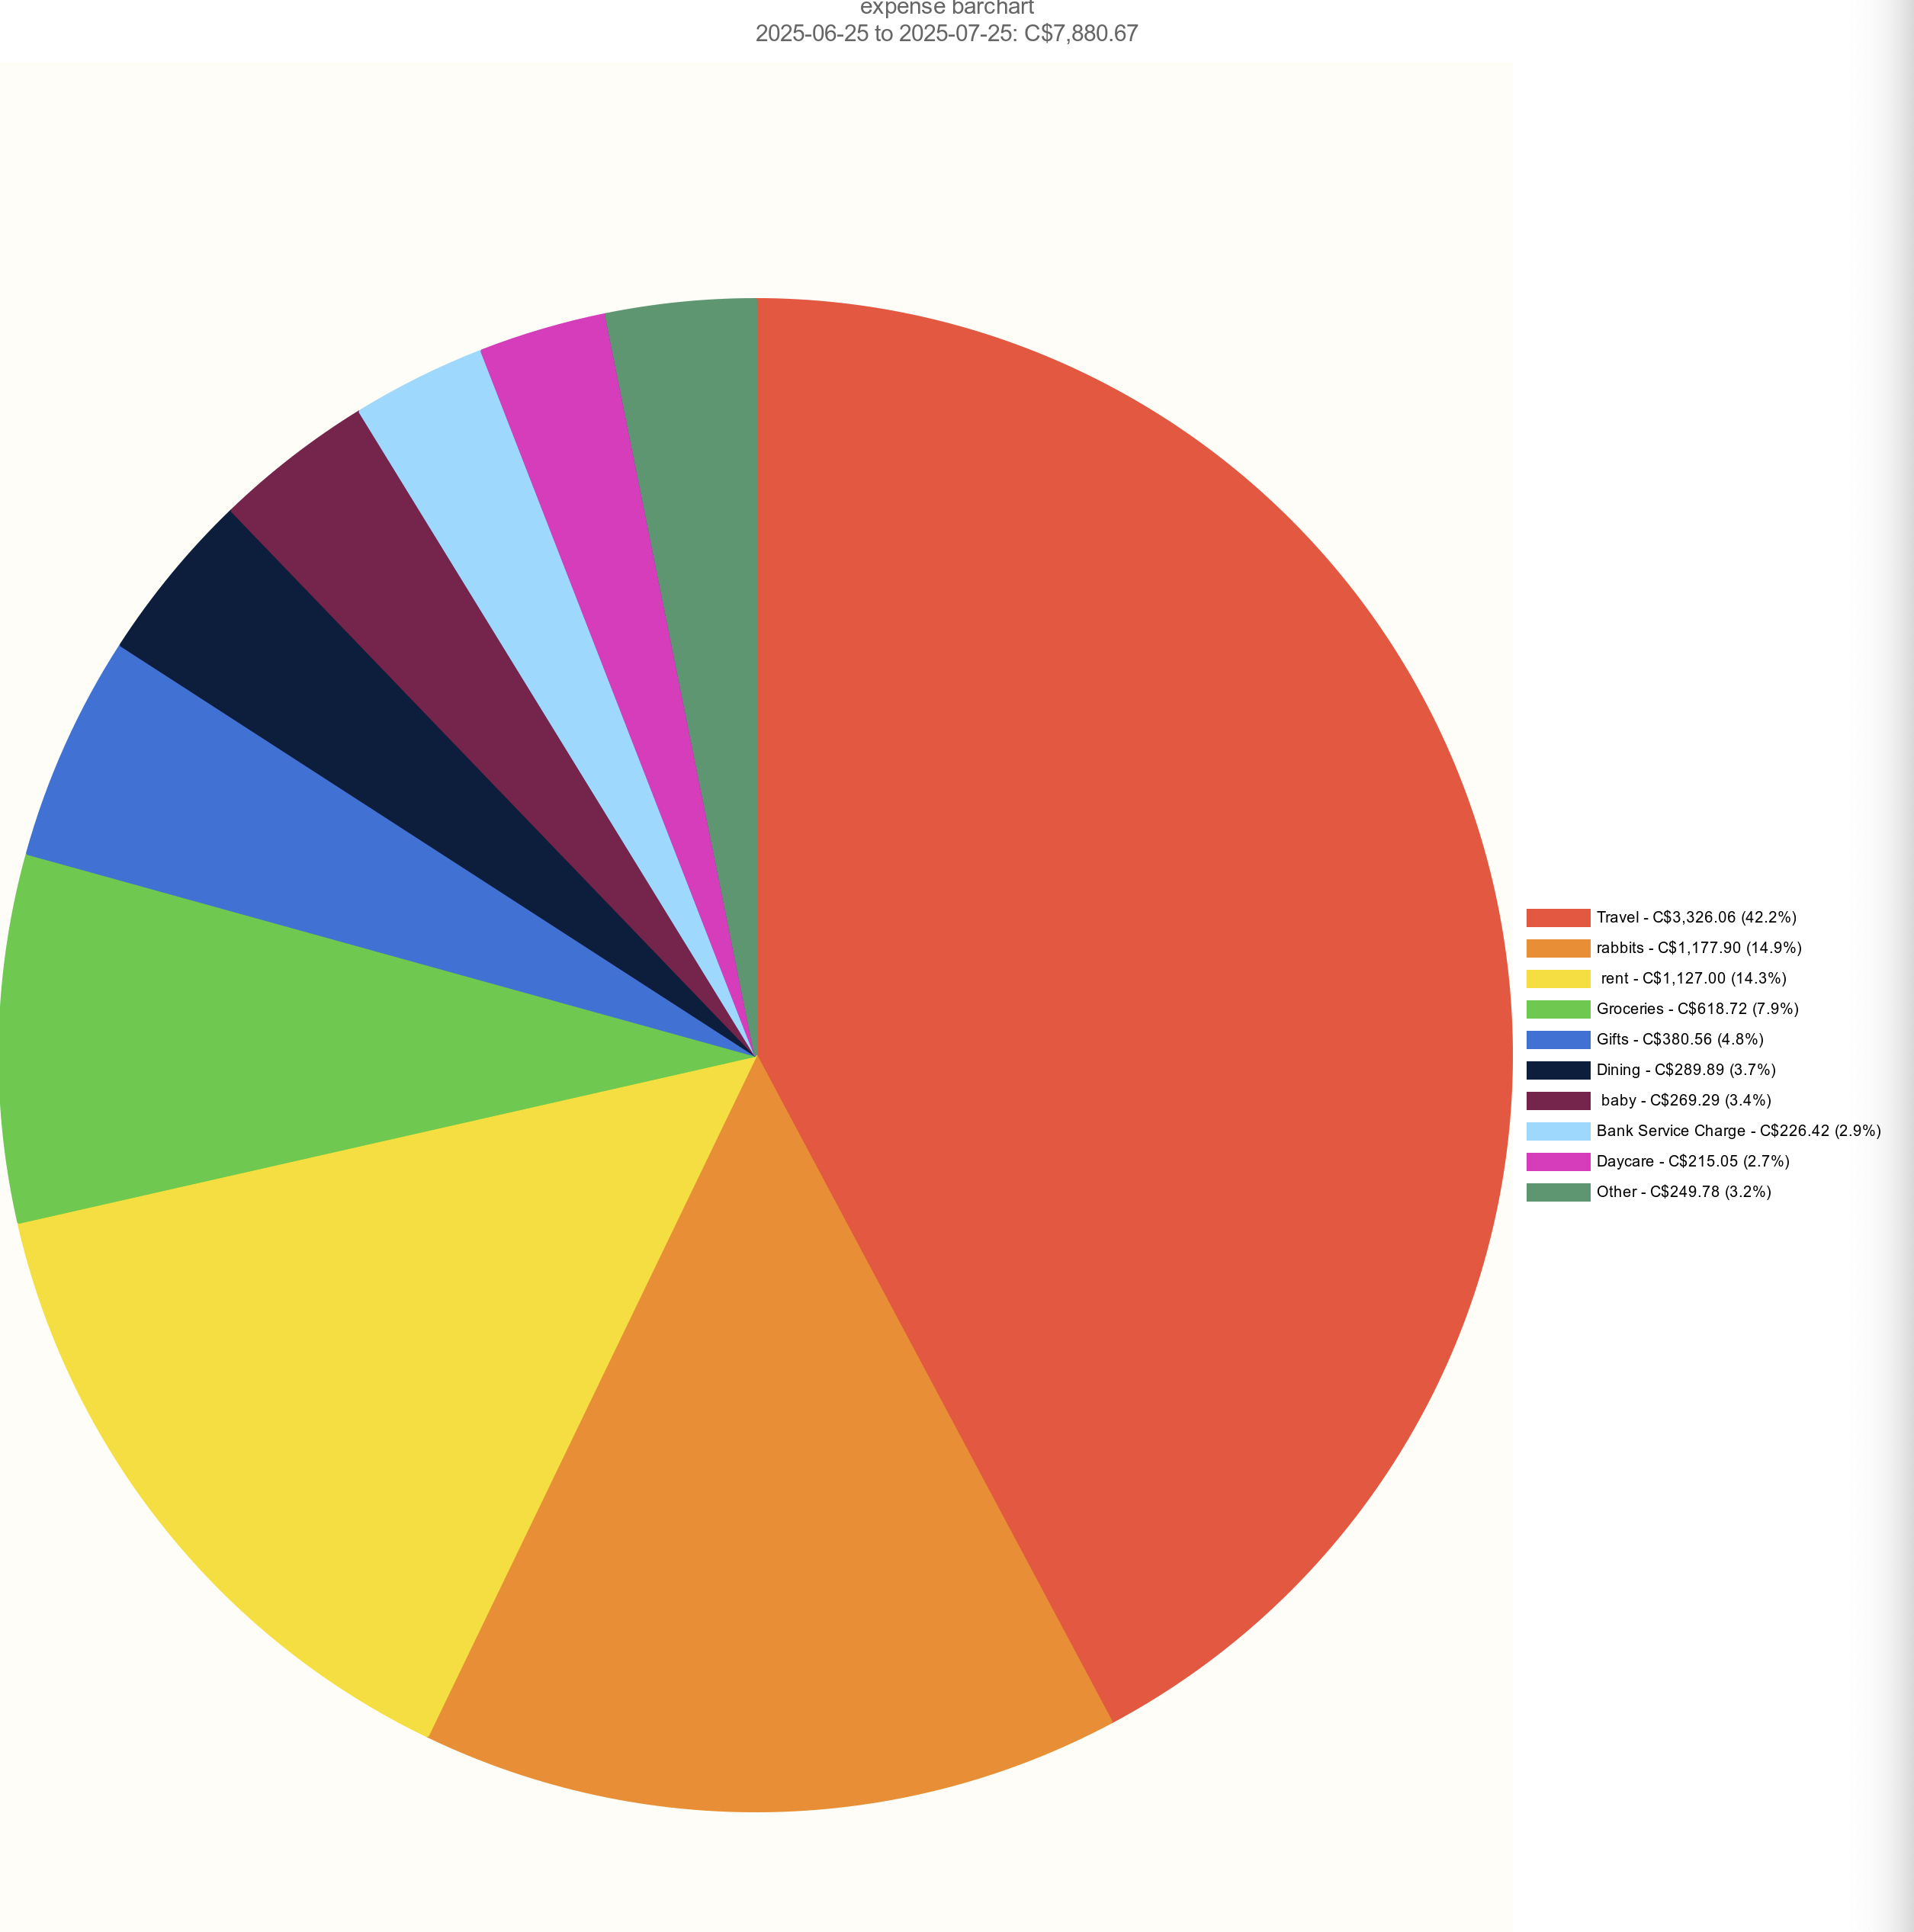 expense barchart
2025-06-25 to 2025-07-25: C$7,880.67
Travel - C$3,326.06 (42.2%)
rabbits - C$1,177.90 (14.9%)
rent - C$1,127.00 (14.3%)
Groceries - C$618.72 (7.9%)
Gifts - C$380.56 (4.8%)
Dining - C$289.89 (3.7%)
baby - C$269.29 (3.4%)
Bank Service Charge - C$226.42 (2.9%)
Daycare - C$215.05 (2.7%)
Other - C$249.78 (3.2%)